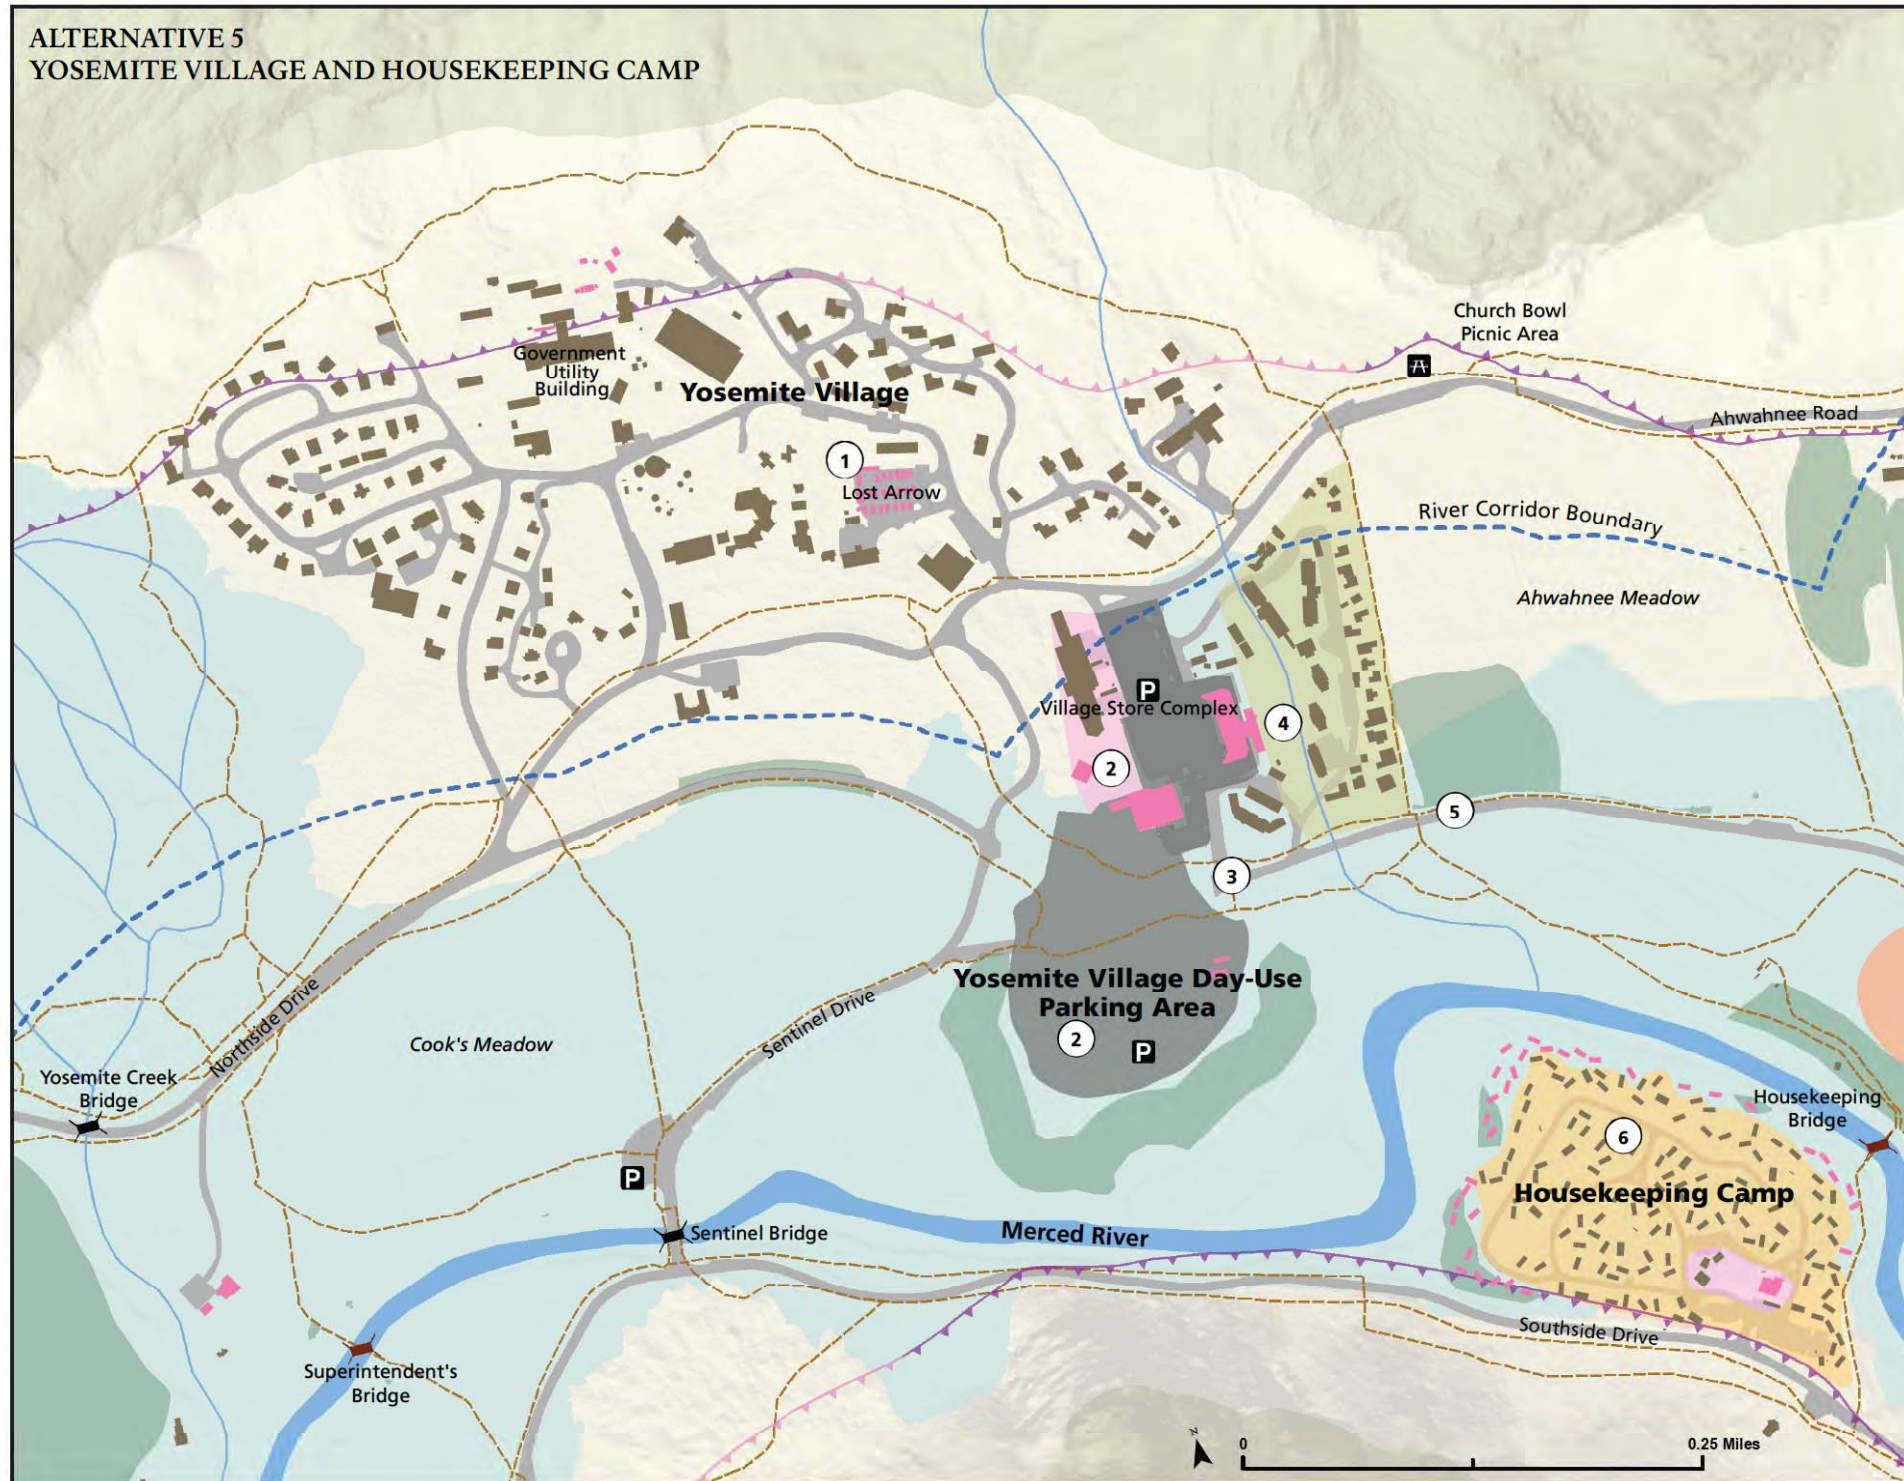 ALTERNATIVE 5
YOSEMITE VILLAGE AND HOUSEKEEPING CAMP
Church Bowl
Picnic Area
Government
Utility
Building
Yosemite Village
Ahwahnee Road
1
Lost Arrow
River Corridor Boundary
Ahwahnee Meadow
P
Village Store Complex
4
2
5
3
Yosemite Village Day-Use
Parking Area
2
P
Northside Drive
Sentinel Drive
Cook's Meadow
Yosemite Creek
Bridge
Housekeeping
Bridge
6
P
Housekeeping Camp
Sentinel Bridge
Merced River
Southside Drive
Superintendent's
Bridge
N
0
0.25 Miles